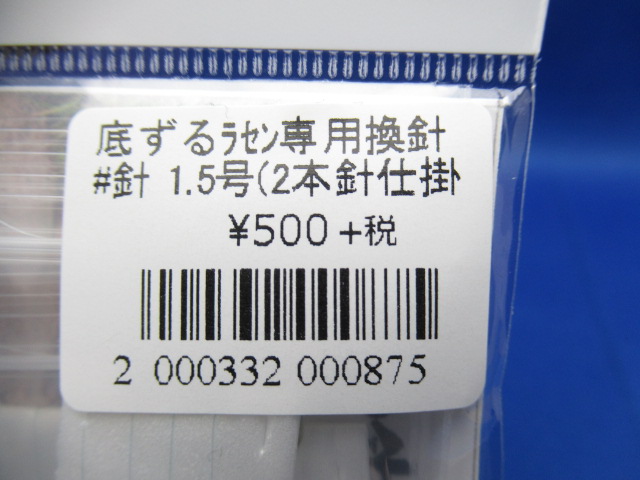 底ずるﾗｾﾝ専用換針
#針 1.5号(2本針仕掛
¥500+税
2 000332 000875